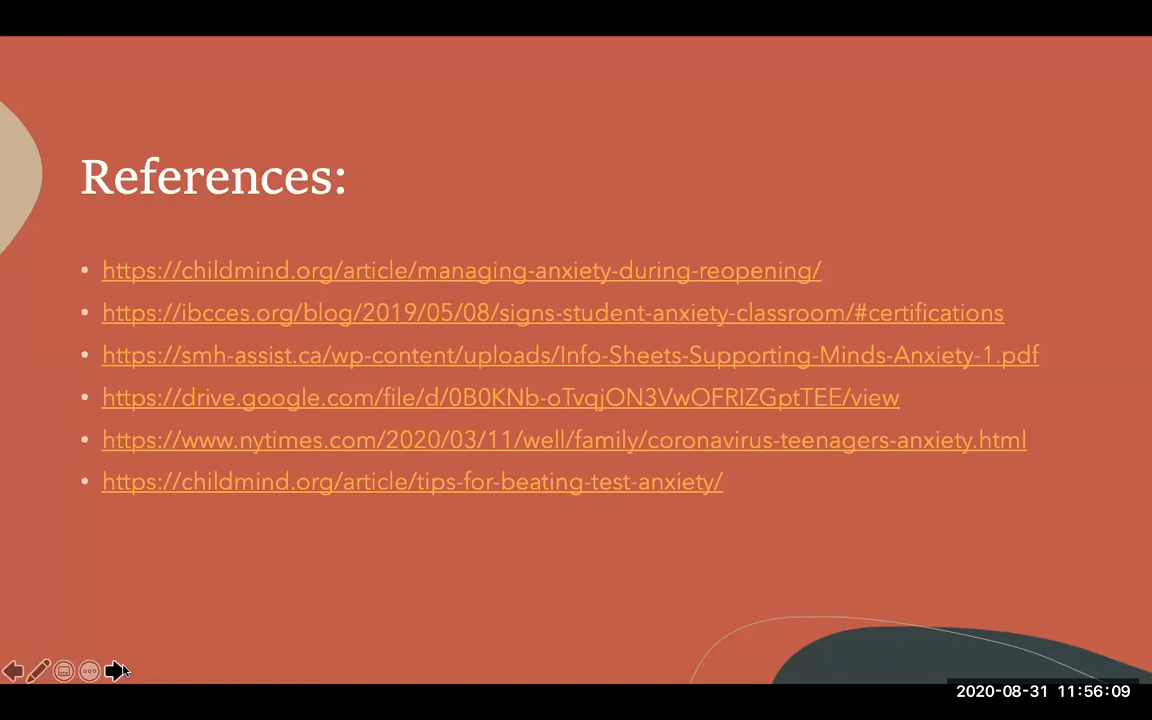 References:
• https://childmind.org/article/managing-anxiety-during-reopening/
• https://ibcces.org/blog/2019/05/08/signs-student-anxiety-classroom/#certifications
• https://smh-assist.ca/wp-content/uploads/Info-Sheets-Supporting-Minds-Anxiety-1.pdf
• https://drive.google.com/file/d/0B0KNb-oTvqjON3VwOFRIZGptTEE/view
• https://www.nytimes.com/2020/03/11/well/family/coronavirus-teenagers-anxiety.html
• https://childmind.org/article/tips-for-beating-test-anxiety/
2020-08-31 11:56:09